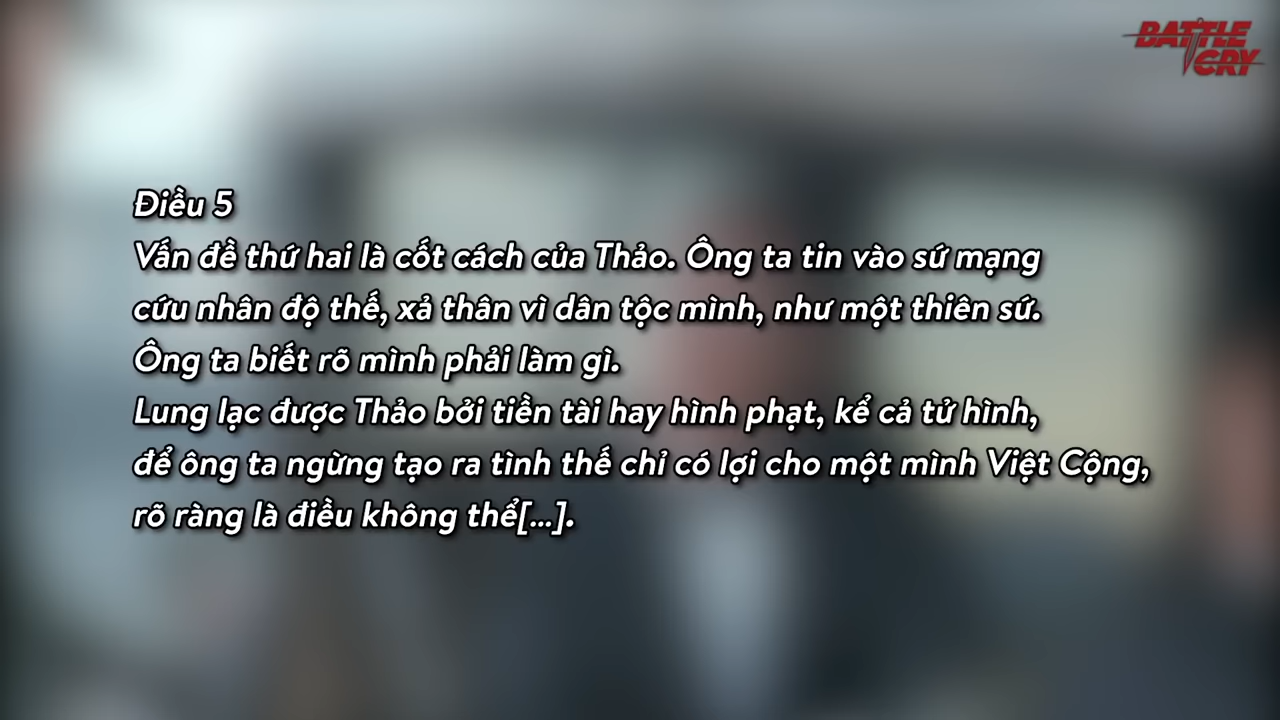 BATTLE
CRY
Điều 5
Vấn đề thứ hai là cốt cách của Thảo. Ông ta tin vào sứ mạng
cứu nhân độ thế, xả thân vì dân tộc mình, như một thiên sứ.
Ông ta biết rõ mình phải làm gì.
Lung lạc được Thảo bởi tiền tài hay hình phạt, kể cả tử hình,
để ông ta ngừng tạo ra tình thế chỉ có lợi cho một mình Việt Cộng,
rõ ràng là điều không thể[...].